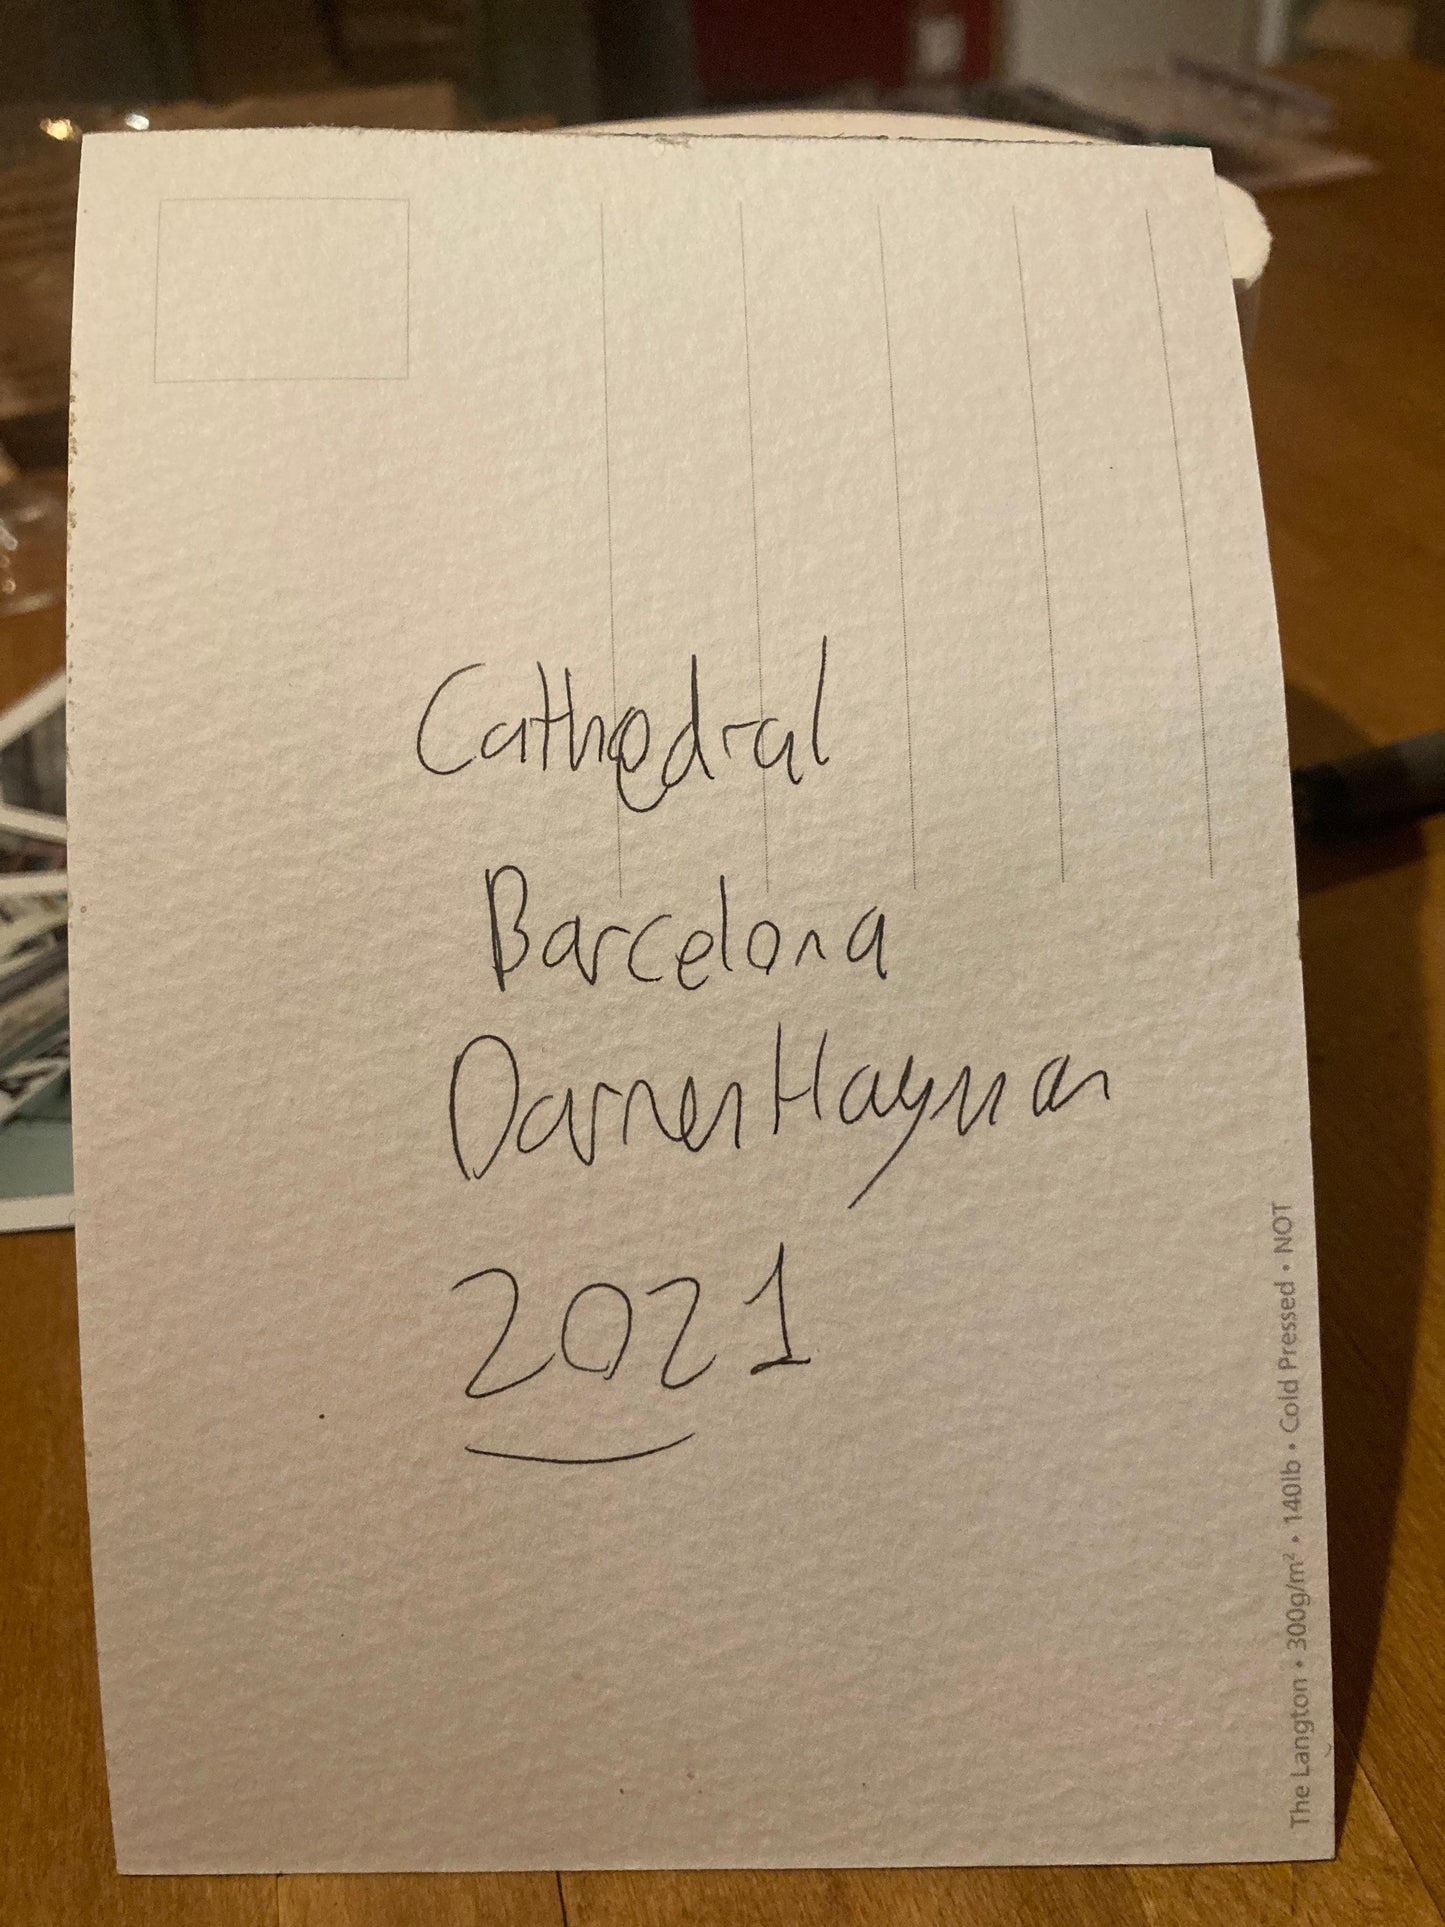 Cathedral
Barcelona
Darren Hayman
2021
The Langton • 300g/m² • 140lb • Cold Pressed • NOT